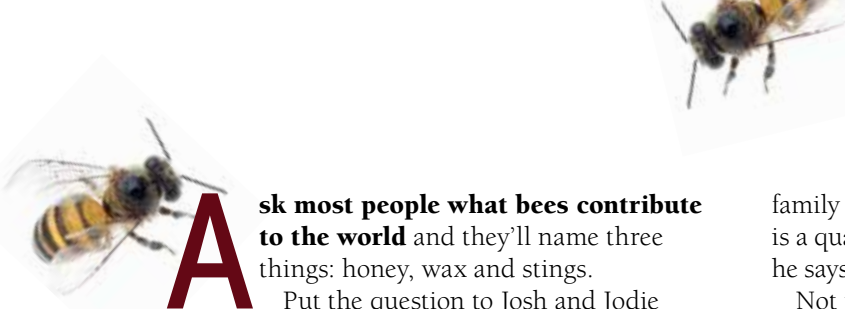 Ask most people what bees contribute
to the world and they'll name three
things: honey, wax and stings.
Put the question to Josh and Jodie
family
is a qua
he says
Not